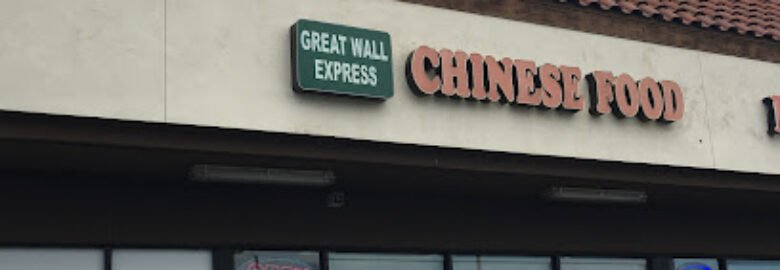 GREAT WALL
EXPRESS
CHINESE FOOD